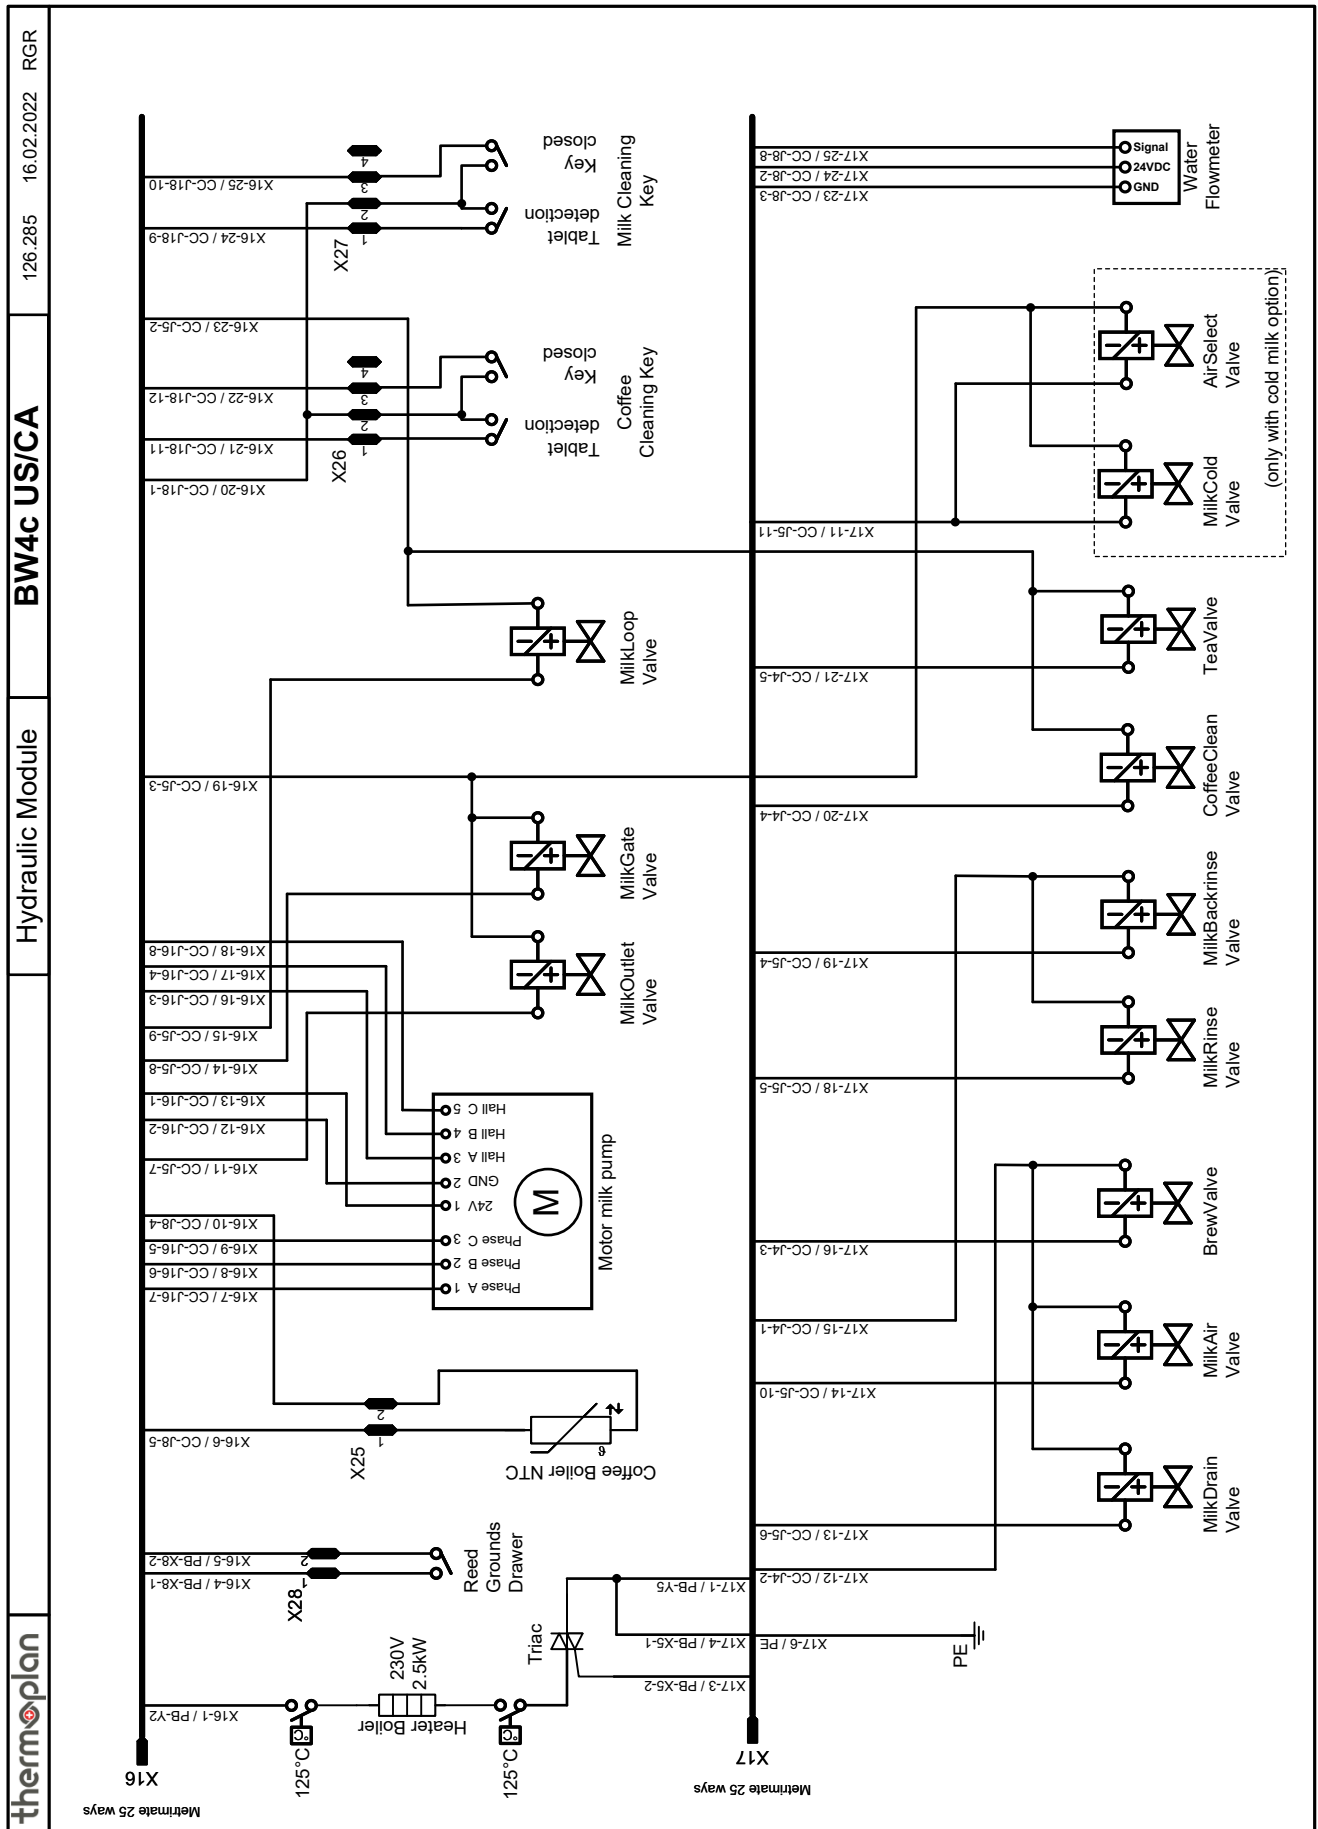 thermoplan
Hydraulic Module
BW4c US/CA
126.285
16.02.2022
RGR
Metrimate 25 ways
X16
X16-1 / PB-Y2
125°C
°C
230V
2.5kW
Heater Boiler
125°C
°C
Triac
X16-4 / PB-X8-1
X16-5 / PB-X8-2
X28
1
2
Reed
Grounds
Drawer
X16-6 / CC-J8-5
X25
1
2
ϑ
Coffee Boiler NTC
X16-7 / CC-J16-7
X16-8 / CC-J16-6
X16-9 / CC-J16-5
X16-10 / CC-J8-4
X16-11 / CC-J5-7
X16-12 / CC-J16-2
X16-13 / CC-J16-1
X16-14 / CC-J5-8
X16-15 / CC-J5-9
X16-16 / CC-J16-3
X16-17 / CC-J16-4
X16-18 / CC-J16-8
Phase A 1
Phase B 2
Phase C 3
24V 1
GND 2
Hall A 3
Hall B 4
Hall C 5
M
Motor milk pump
MilkOutlet
Valve
MilkGate
Valve
X16-19 / CC-J5-3
MilkLoop
Valve
X16-20 / CC-J18-1
X16-21 / CC-J18-11
X16-22 / CC-J18-12
X16-23 / CC-J5-2
X26
1
2
3
4
Tablet
detection
Key
closed
Coffee
Cleaning Key
X16-24 / CC-J18-9
X16-25 / CC-J18-10
X27
1
2
3
4
Tablet
detection
Key
closed
Milk Cleaning
Key
Metrimate 25 ways
X17
X17-3 / PB-X5-2
X17-4 / PB-X5-1
X17-1 / PB-Y5
X17-6 / PE
PE
X17-12 / CC-J4-2
X17-13 / CC-J5-6
MilkDrain
Valve
X17-14 / CC-J5-10
MilkAir
Valve
X17-15 / CC-J4-1
X17-16 / CC-J4-3
BrewValve
X17-18 / CC-J5-5
MilkRinse
Valve
X17-19 / CC-J5-4
MilkBackrinse
Valve
X17-20 / CC-J4-4
CoffeeClean
Valve
X17-21 / CC-J4-5
TeaValve
X17-11 / CC-J5-11
MilkCold
Valve
AirSelect
Valve
(only with cold milk option)
X17-23 / CC-J8-3
X17-24 / CC-J8-2
X17-25 / CC-J8-8
Signal
24VDC
GND
Water
Flowmeter